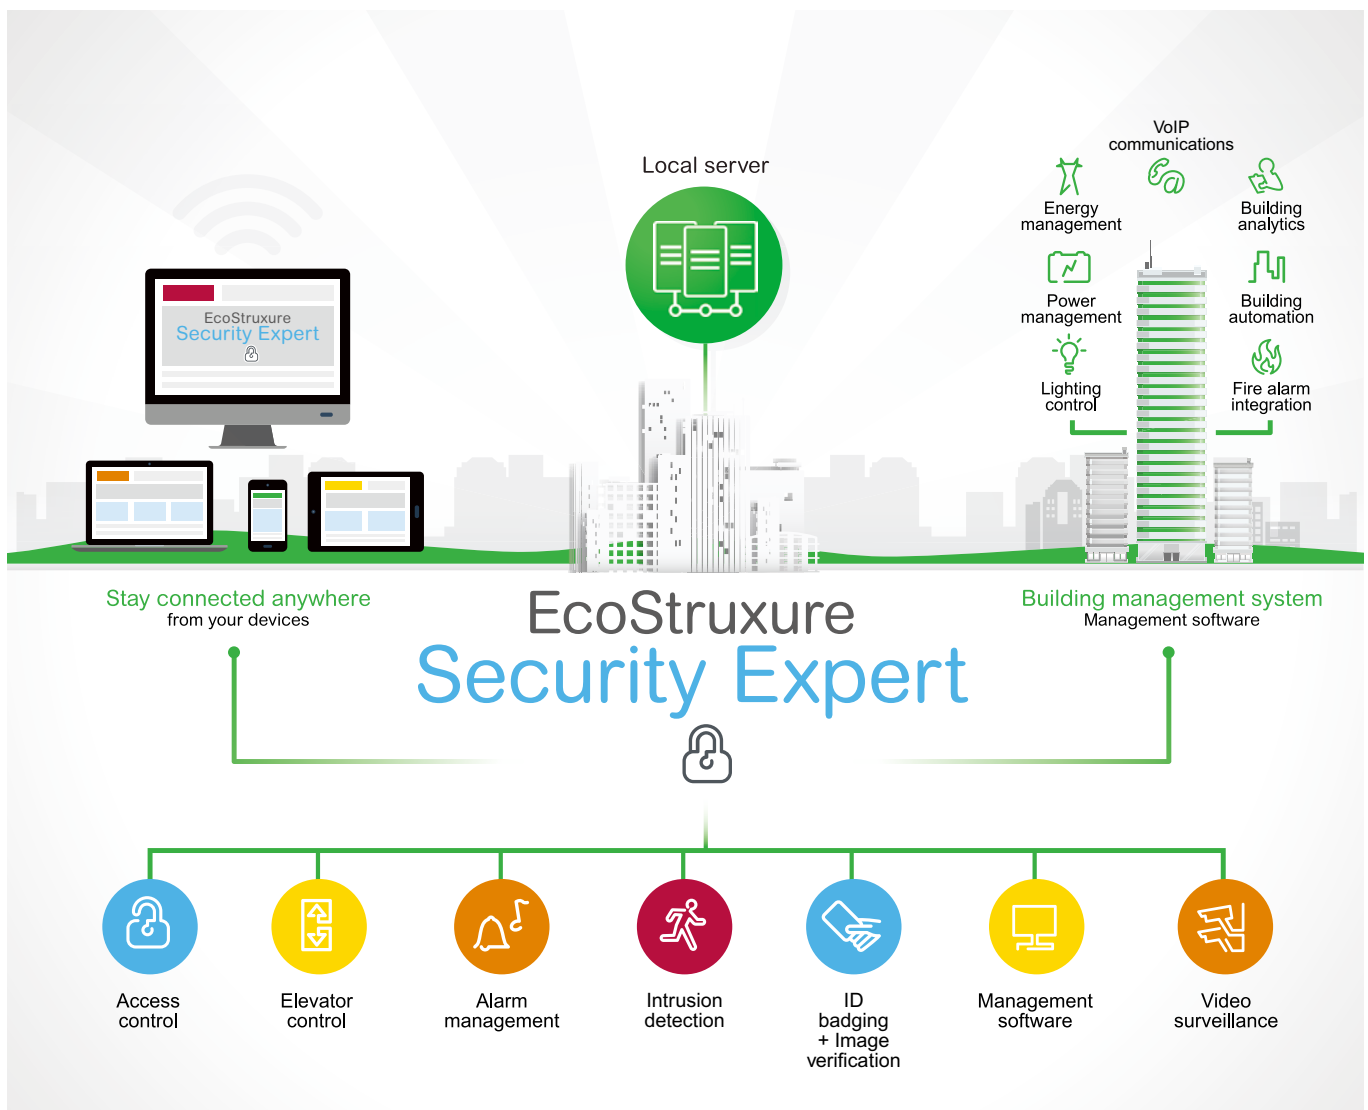 VoIP
communications
Local server
Energy
management
Building
analytics
Power
management
Building
automation
Lighting
control
Fire alarm
integration
EcoStruxure
Security Expert
Stay connected anywhere
from your devices
EcoStruxure
Security Expert
Building management system
Management software
Access
control
Elevator
control
Alarm
management
Intrusion
detection
ID
badging
+ Image
verification
Management
software
Video
surveillance